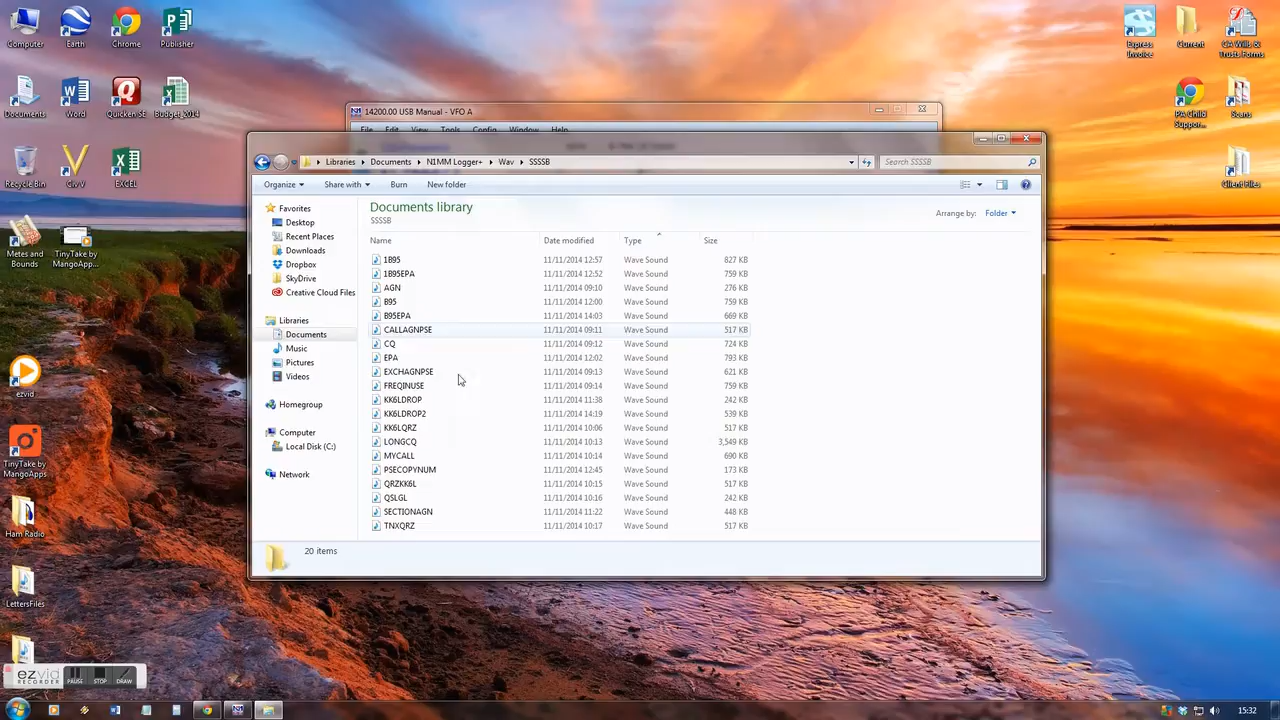 Computer
Earth
Chrome
Publisher
Express
Invoice
Current
CA Wills &
Trusts Forms
Documents
Word
Quicken St
PA Child
Suppor...
Scans
14200.00 USB Manual - VFO A
File Edit View Tools Config Window Help
Libraries Documents N1MM Logger+ Wav SSSSB
Search SSSSB
Recycle Bin
EXCEL
Client Files
Organize Share with Burn New folder
Documents library
SSSSB
Arrange by: Folder
Name Date modified Type Size
Favorites
Desktop
Recent Places
Downloads
Dropbox
SkyDrive
Creative Cloud Files
Libraries
Documents
Music
Pictures
Videos
Homegroup
Computer
Local Disk (C:)
Network
1B95 11/11/2014 12:57 Wave Sound 827 KB
1B95EPA 11/11/2014 12:52 Wave Sound 759 KB
AGN 11/11/2014 09:10 Wave Sound 276 KB
B95 11/11/2014 12:00 Wave Sound 759 KB
B95EPA 11/11/2014 14:03 Wave Sound 669 KB
CALLAGNPSE 11/11/2014 09:11 Wave Sound 517 KB
CQ 11/11/2014 09:12 Wave Sound 724 KB
EPA 11/11/2014 12:02 Wave Sound 793 KB
EXCHAGNPSE 11/11/2014 09:13 Wave Sound 621 KB
FREQINUSE 11/11/2014 09:14 Wave Sound 759 KB
KK6LDROP 11/11/2014 11:38 Wave Sound 242 KB
KK6LDROP2 11/11/2014 14:19 Wave Sound 539 KB
KK6LQRZ 11/11/2014 10:06 Wave Sound 517 KB
LONGCQ 11/11/2014 10:13 Wave Sound 3,549 KB
MYCALL 11/11/2014 10:14 Wave Sound 690 KB
PSECOPYNUM 11/11/2014 12:45 Wave Sound 173 KB
QRZKK6L 11/11/2014 10:15 Wave Sound 517 KB
QSLGL 11/11/2014 10:16 Wave Sound 242 KB
SECTIONAGN 11/11/2014 11:22 Wave Sound 448 KB
TNXQRZ 11/11/2014 10:17 Wave Sound 517 KB
20 items
Metes and
Bounds
TinyTake by
MangoApp...
ezvid
TinyTake by
MangoApps
Ham Radio
LettersFiles
ezvid
RECORDER
PAUSE STOP DRAW
15:32